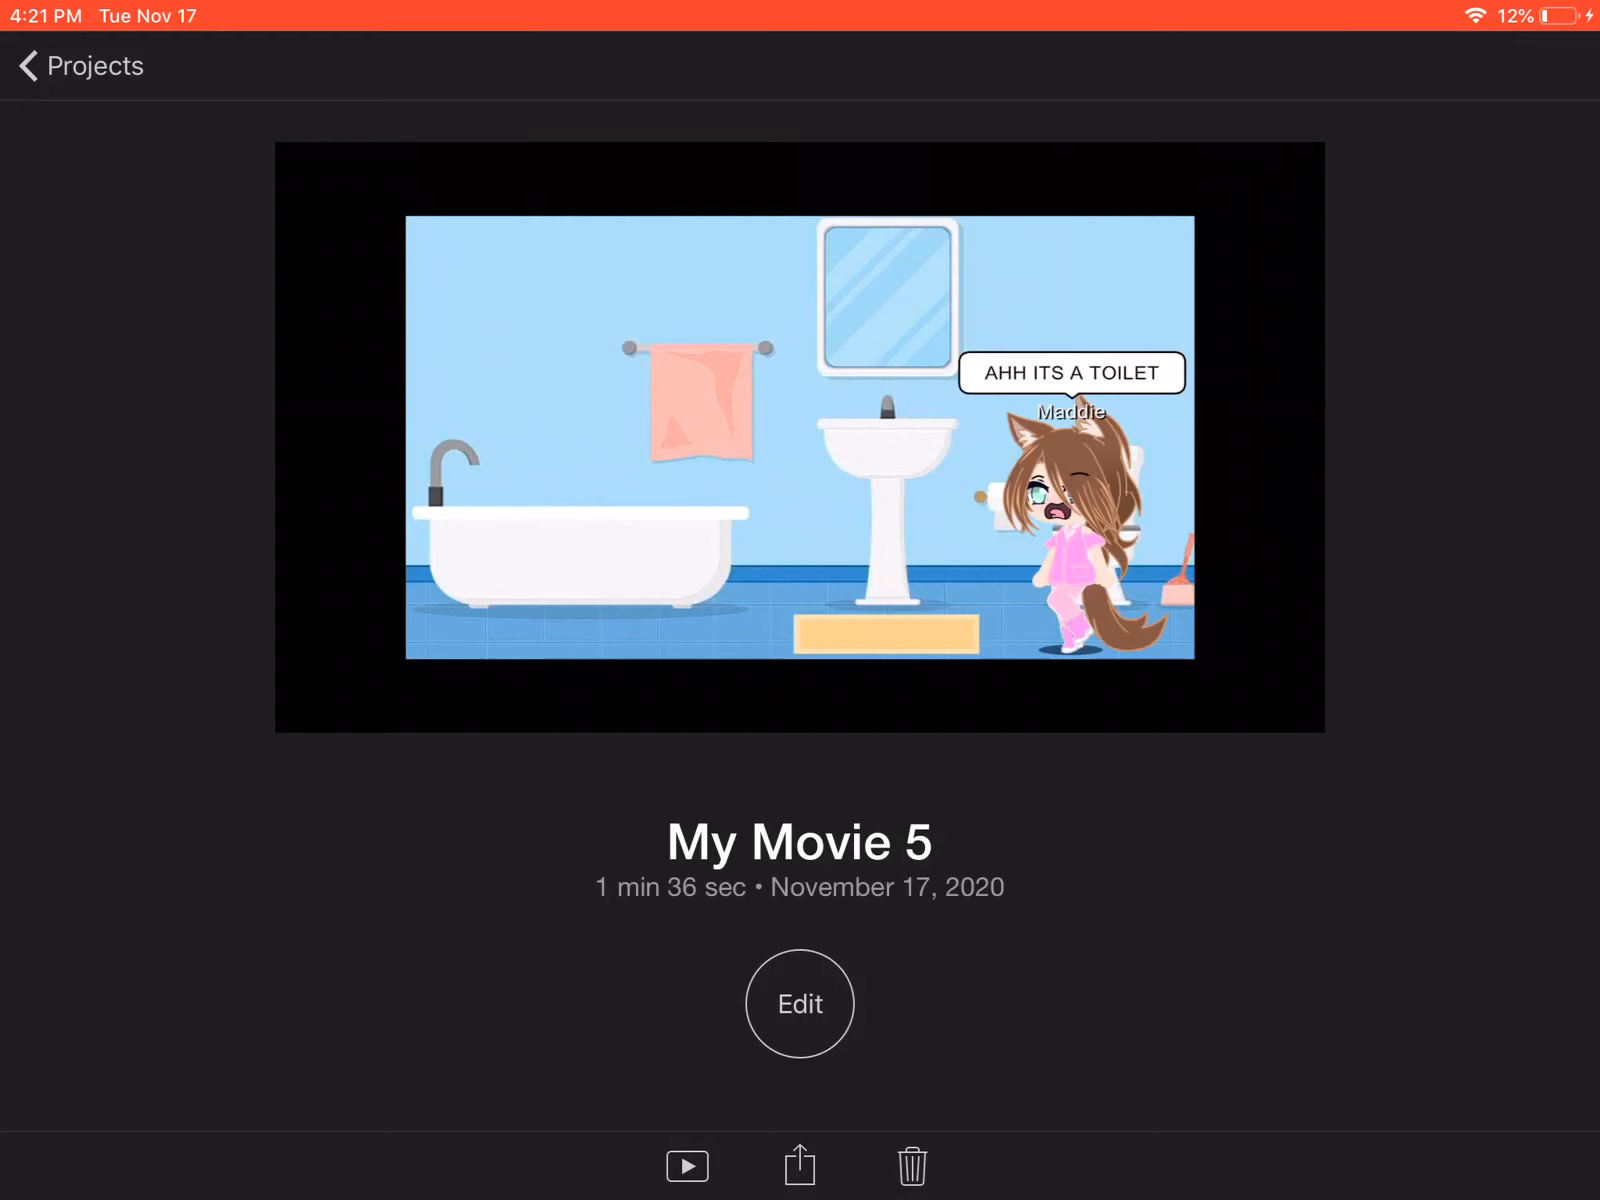 4:21 PM Tue Nov 17 12%
Projects
AHH ITS A TOILET
Maddie
My Movie 5
1 min 36 sec • November 17, 2020
Edit